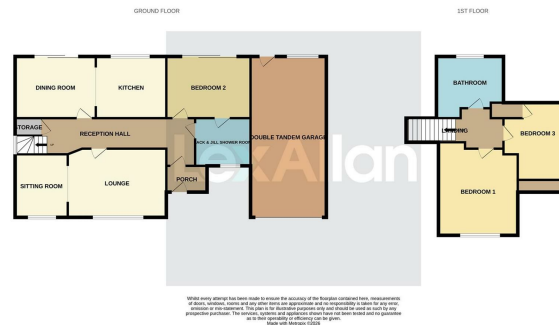 GROUND FLOOR
1ST FLOOR
DINING ROOM
KITCHEN
BEDROOM 2
BATHROOM
STORAGE
RECEPTION HALL
JACK & JILL SHOWER ROOM
DOUBLE TANDEM GARAGE
LANDING
BEDROOM 3
LexAllan
SITTING ROOM
LOUNGE
PORCH
BEDROOM 1
Whilst every attempt has been made to ensure the accuracy of the floorplan contained here, measurements
of doors, windows, rooms and any other items are approximate and no responsibility is taken for any error,
omission or mis-statement. This plan is for illustrative purposes only and should be used as such by any
prospective purchaser. The services, systems and appliances shown have not been tested and no guarantee
as to their operability or efficiency can be given.
Made with Metropix ©2026